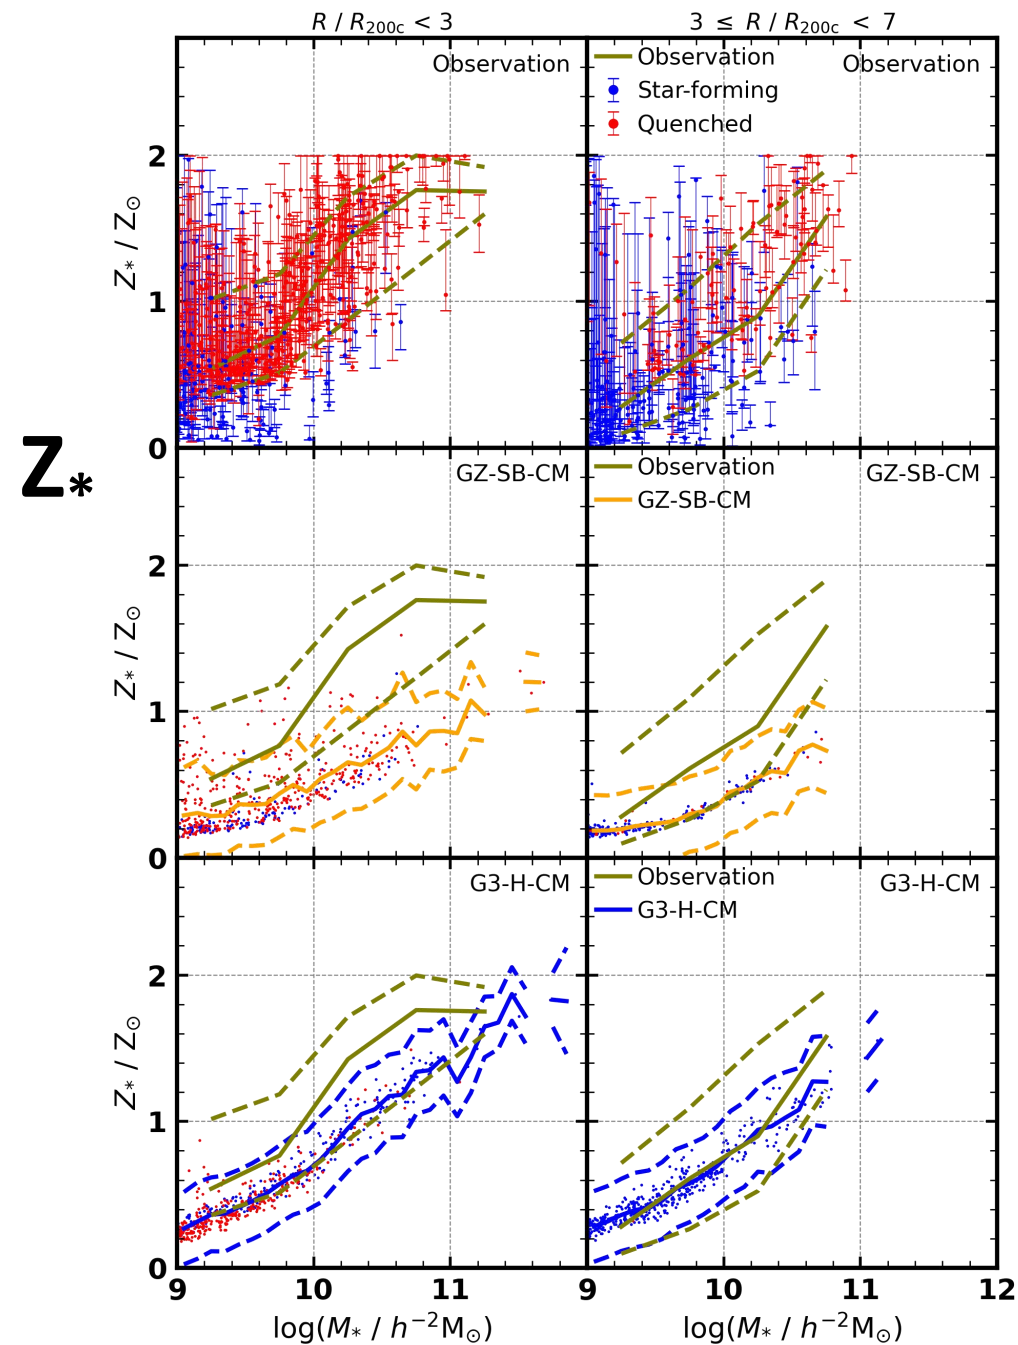 R / R₂₀₀c < 3
3 ≤ R / R₂₀₀c < 7
Observation
Observation
Star-forming
Quenched
Observation
2
1
0
Z* / Z⊙
Z*
GZ-SB-CM
Observation
GZ-SB-CM
GZ-SB-CM
2
1
0
Z* / Z⊙
G3-H-CM
Observation
G3-H-CM
G3-H-CM
2
1
0
Z* / Z⊙
9 10 11 9 10 11 12
log(M* / h⁻²M⊙)
log(M* / h⁻²M⊙)